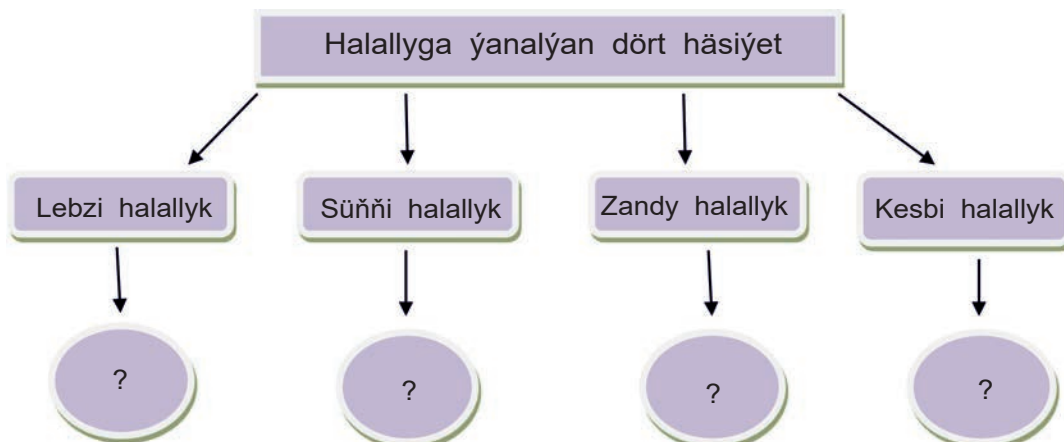 Halallyga ýanalýan dört häsiýet
Lebzi halallyk
Süňňi halallyk
Zandy halallyk
Kesbi halallyk
?
?
?
?